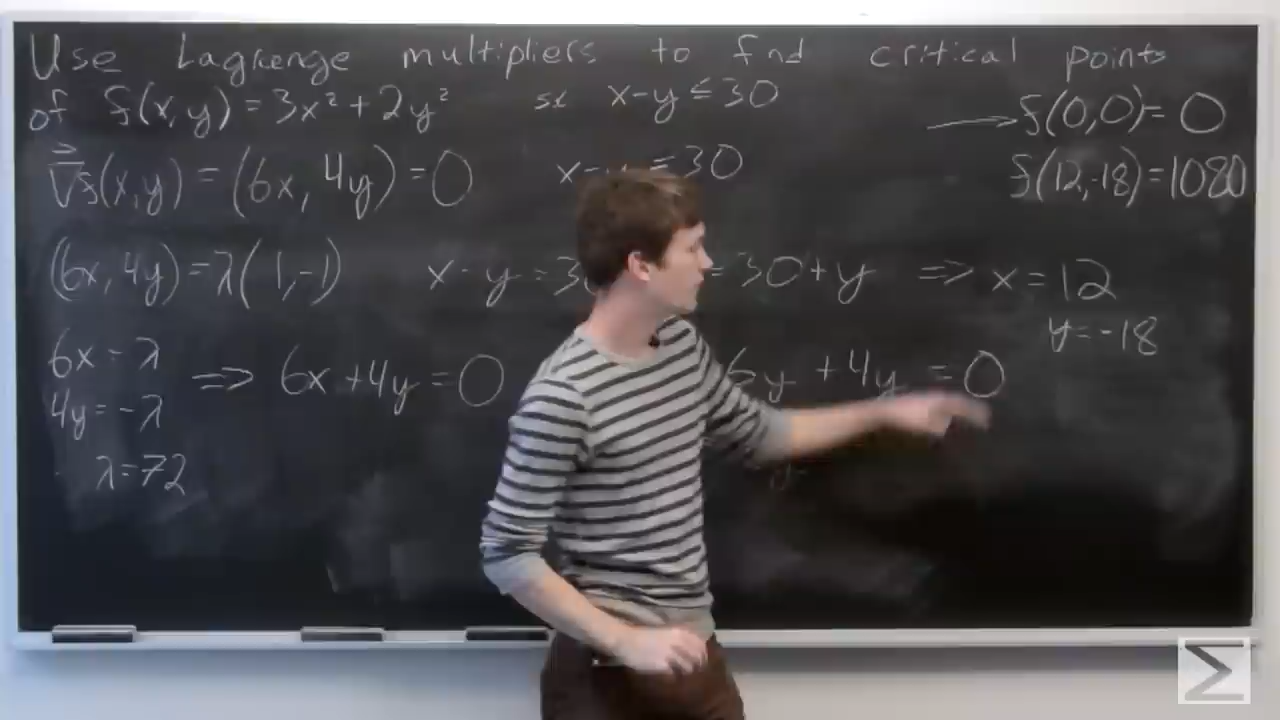 Use Lagrange multipliers to find critical points
of f(x,y) = 3x² + 2y² st x-y ≤ 30
f(0,0) = 0
f(12,-18) = 1080
∇f(x,y) = (6x, 4y) = 0 = 30
(6x, 4y) = λ(1,-1) x - y = 3 = 30 + y => x = 12
y = -18
6x = λ
4y = -λ
=> 6x + 4y = 0 6y + 4y = 0
λ = 72
Σ